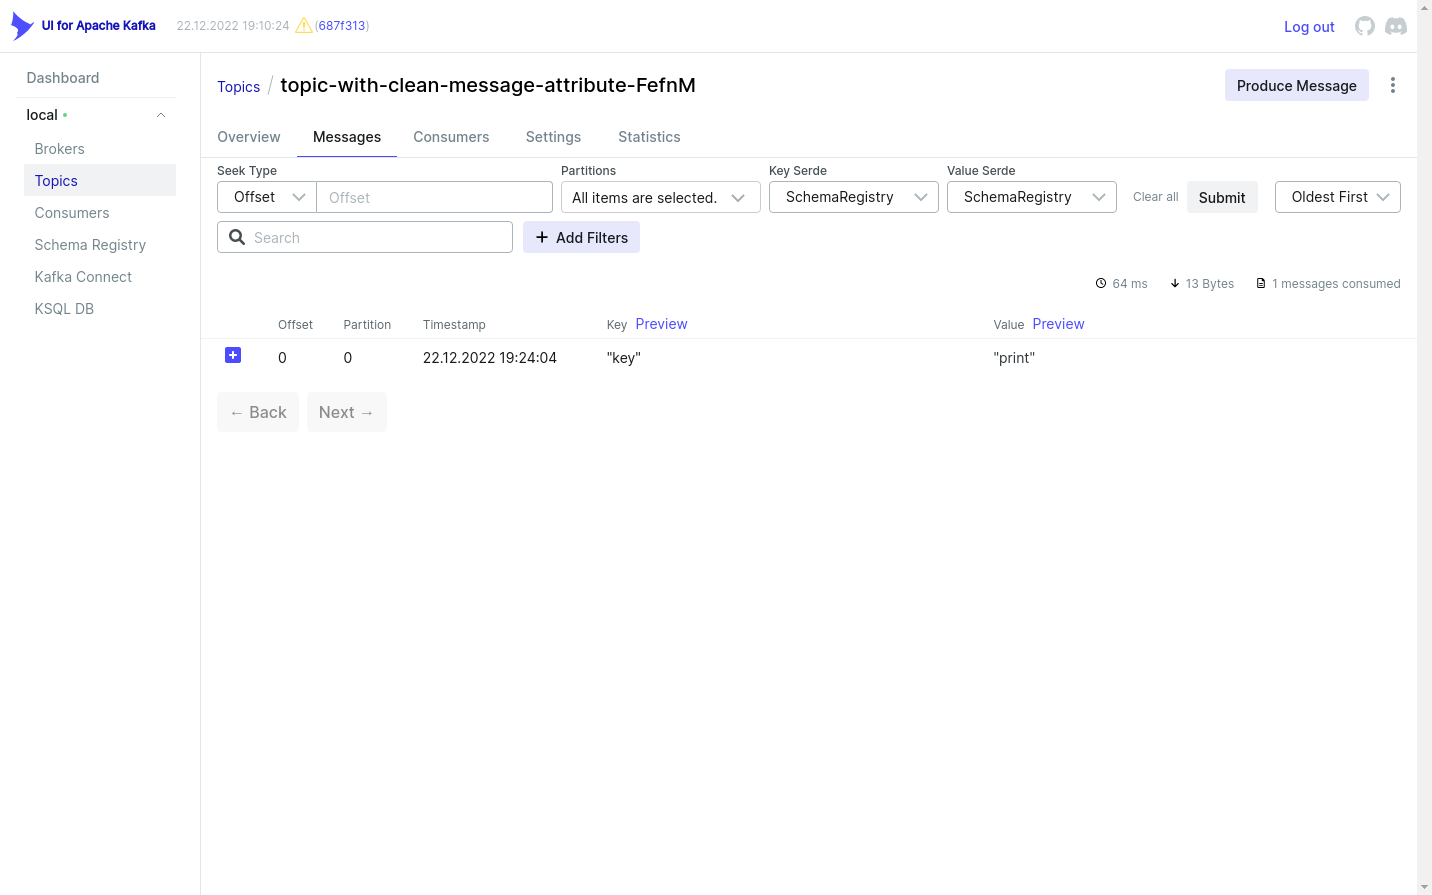 UI for Apache Kafka 22.12.2022 19:10:24 (687f313) Log out
Dashboard
local
Brokers
Topics
Consumers
Schema Registry
Kafka Connect
KSQL DB
Topics / topic-with-clean-message-attribute-FefnM Produce Message
Overview Messages Consumers Settings Statistics
Seek Type Partitions Key Serde Value Serde
Offset Offset All items are selected. SchemaRegistry SchemaRegistry Clear all Submit Oldest First
Search + Add Filters
64 ms 13 Bytes 1 messages consumed
Offset Partition Timestamp Key Preview Value Preview
0 0 22.12.2022 19:24:04 "key" "print"
← Back Next →